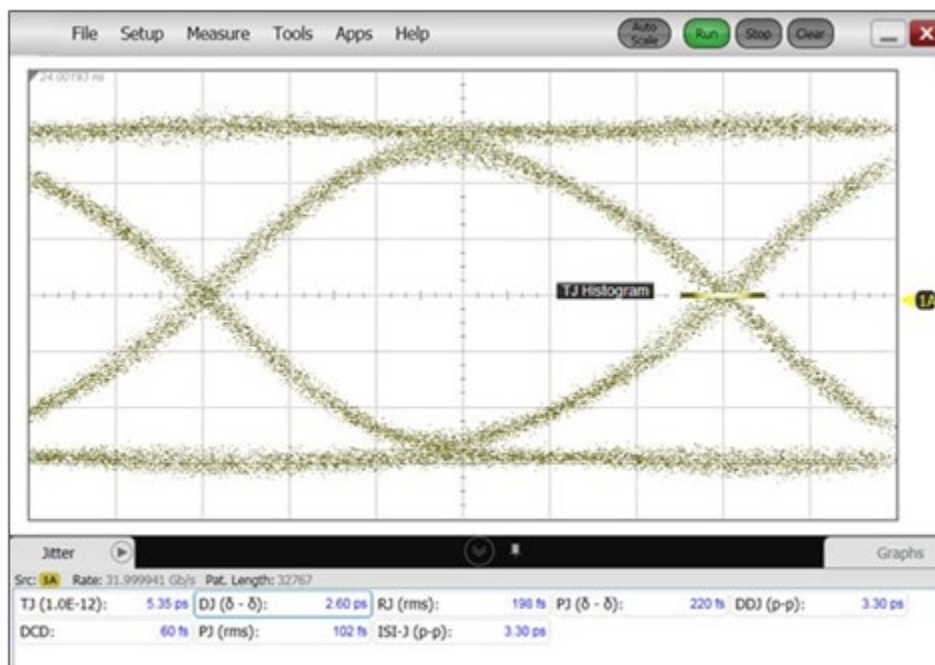 File Setup Measure Tools Apps Help Auto Scale Run Stop Clear
24.00193 ns
TJ Histogram
1A
Jitter Graphs
Src: 1A Rate: 31.999941 Gb/s Pat. Length: 32767
TJ (1.0E-12): 5.35 ps DJ (δ - δ): 2.60 ps RJ (rms): 198 fs PJ (δ - δ): 220 fs DDJ (p-p): 3.30 ps
DCD: 60 fs PJ (rms): 102 fs ISI-J (p-p): 3.30 ps